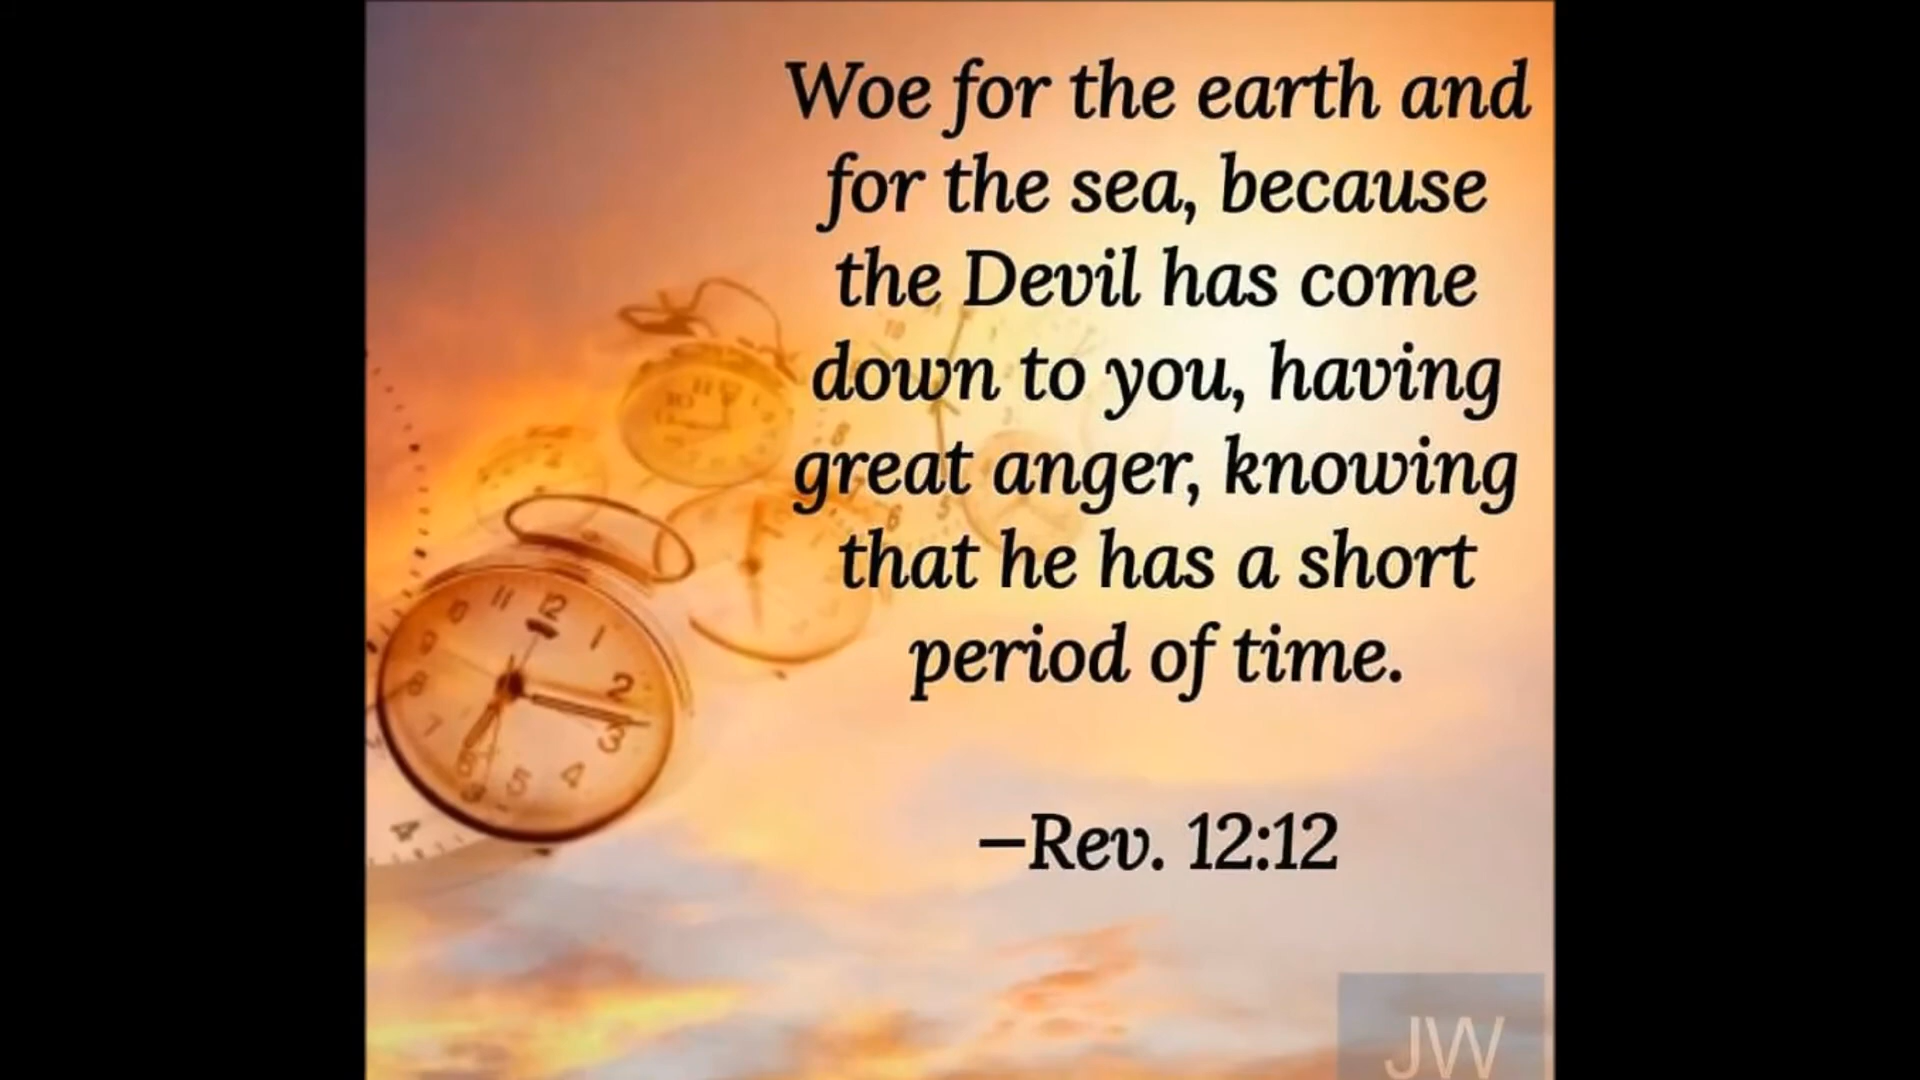 Woe for the earth and
for the sea, because
the Devil has come
down to you, having
great anger, knowing
that he has a short
period of time.
—Rev. 12:12
JW